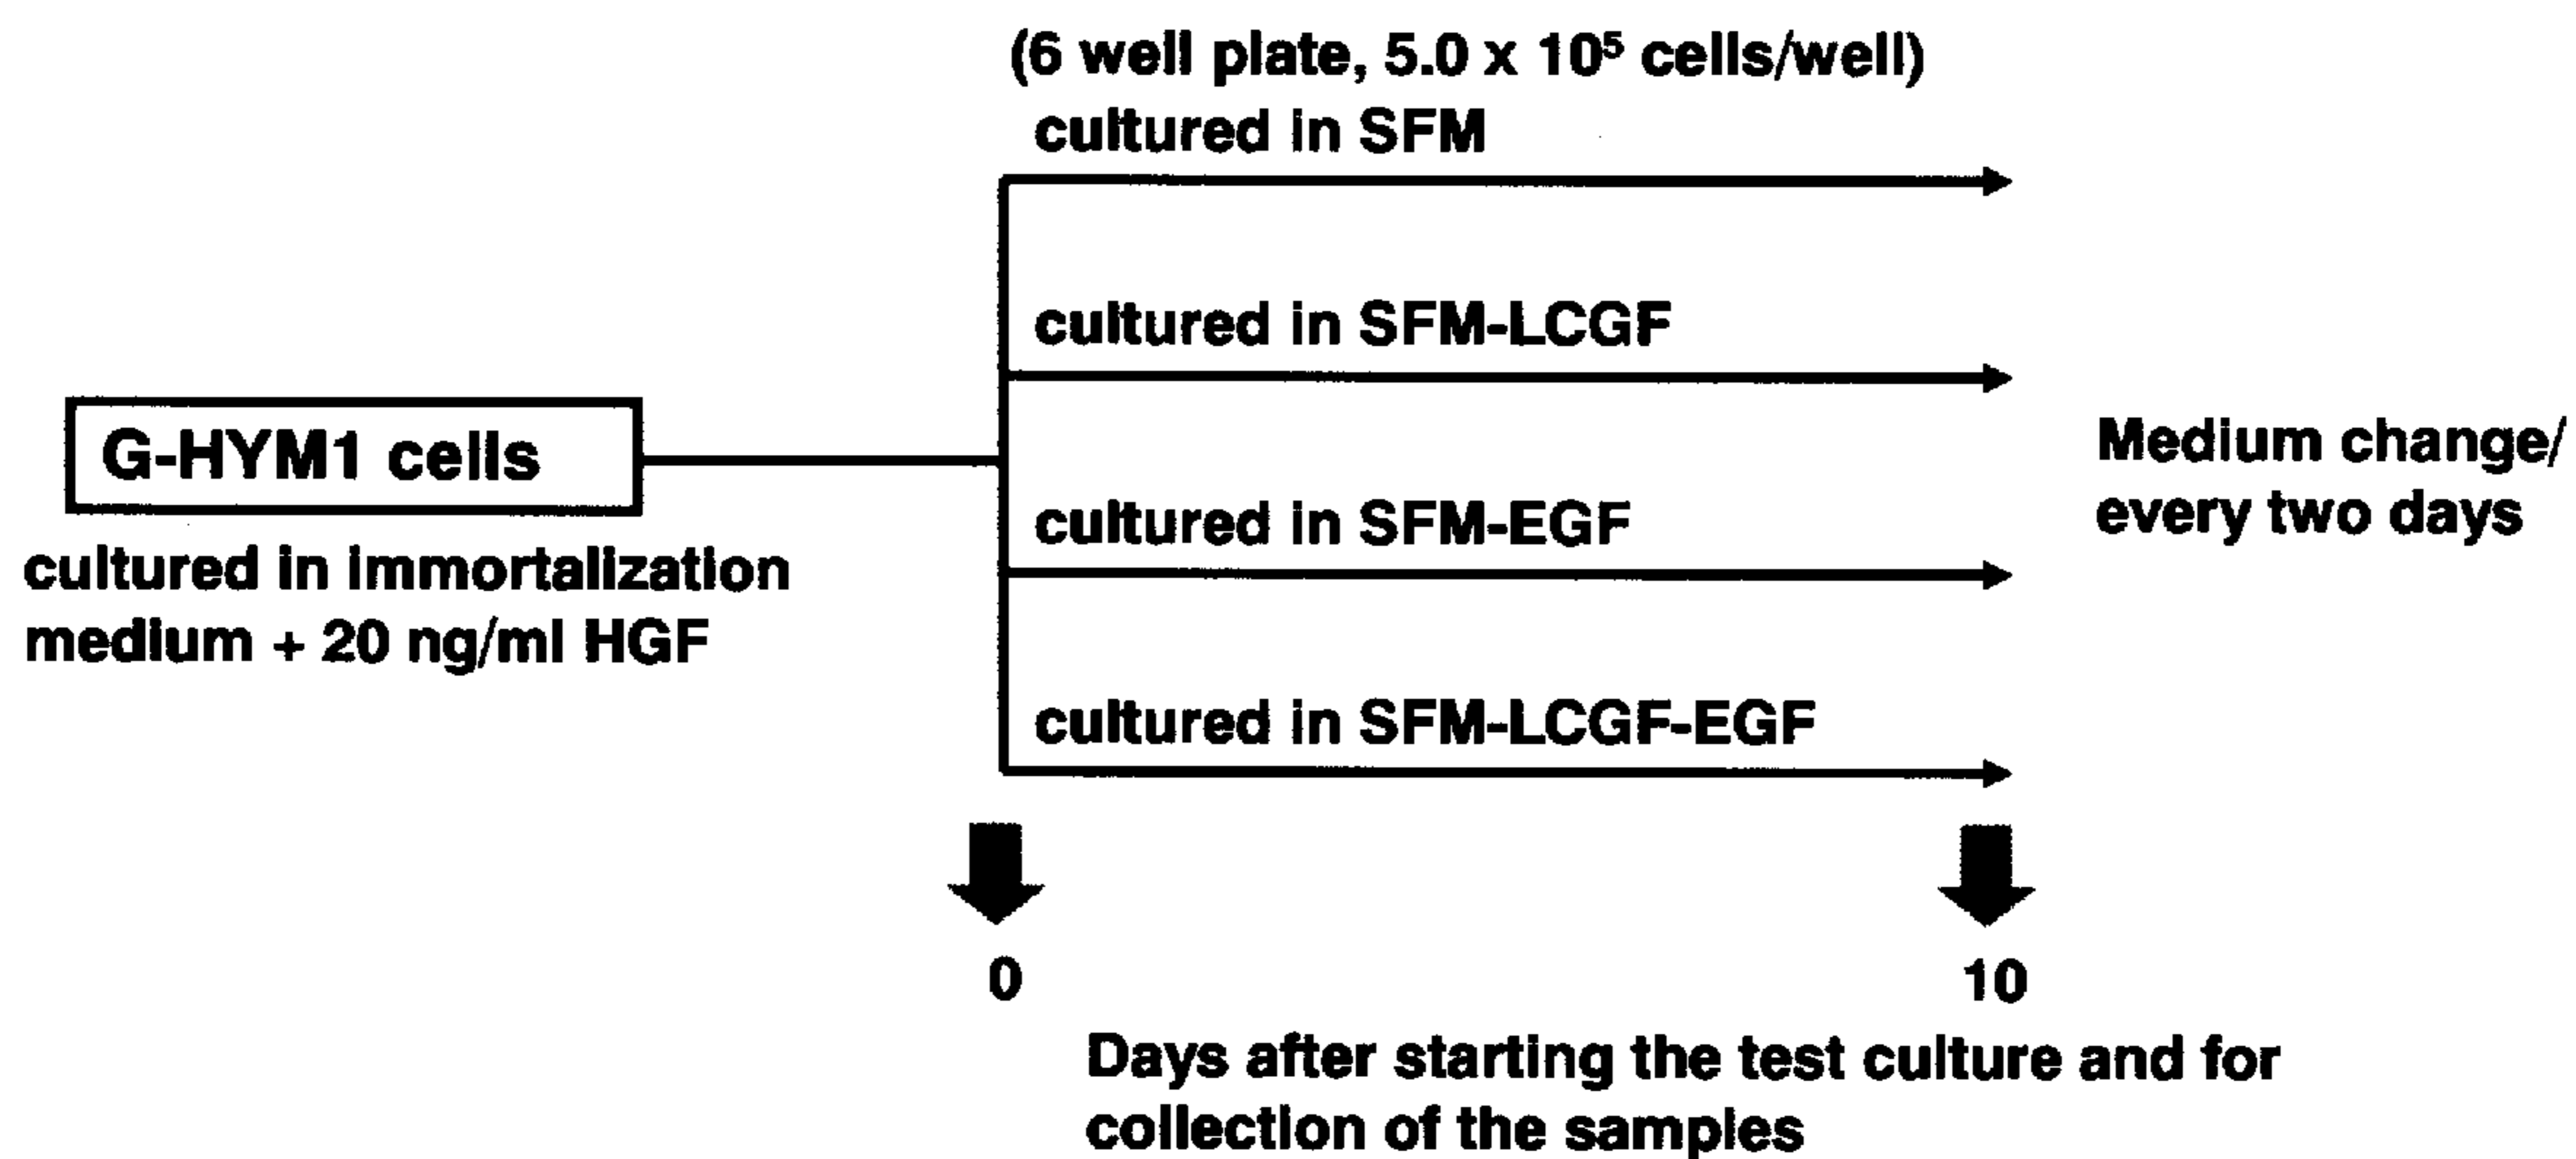 (6 well plate, 5.0 x 10⁵ cells/well)
cultured in SFM
cultured in SFM-LCGF
G-HYM1 cells
cultured in immortalization
medium + 20 ng/ml HGF
Medium change/
every two days
cultured in SFM-EGF
cultured in SFM-LCGF-EGF
0
10
Days after starting the test culture and for
collection of the samples